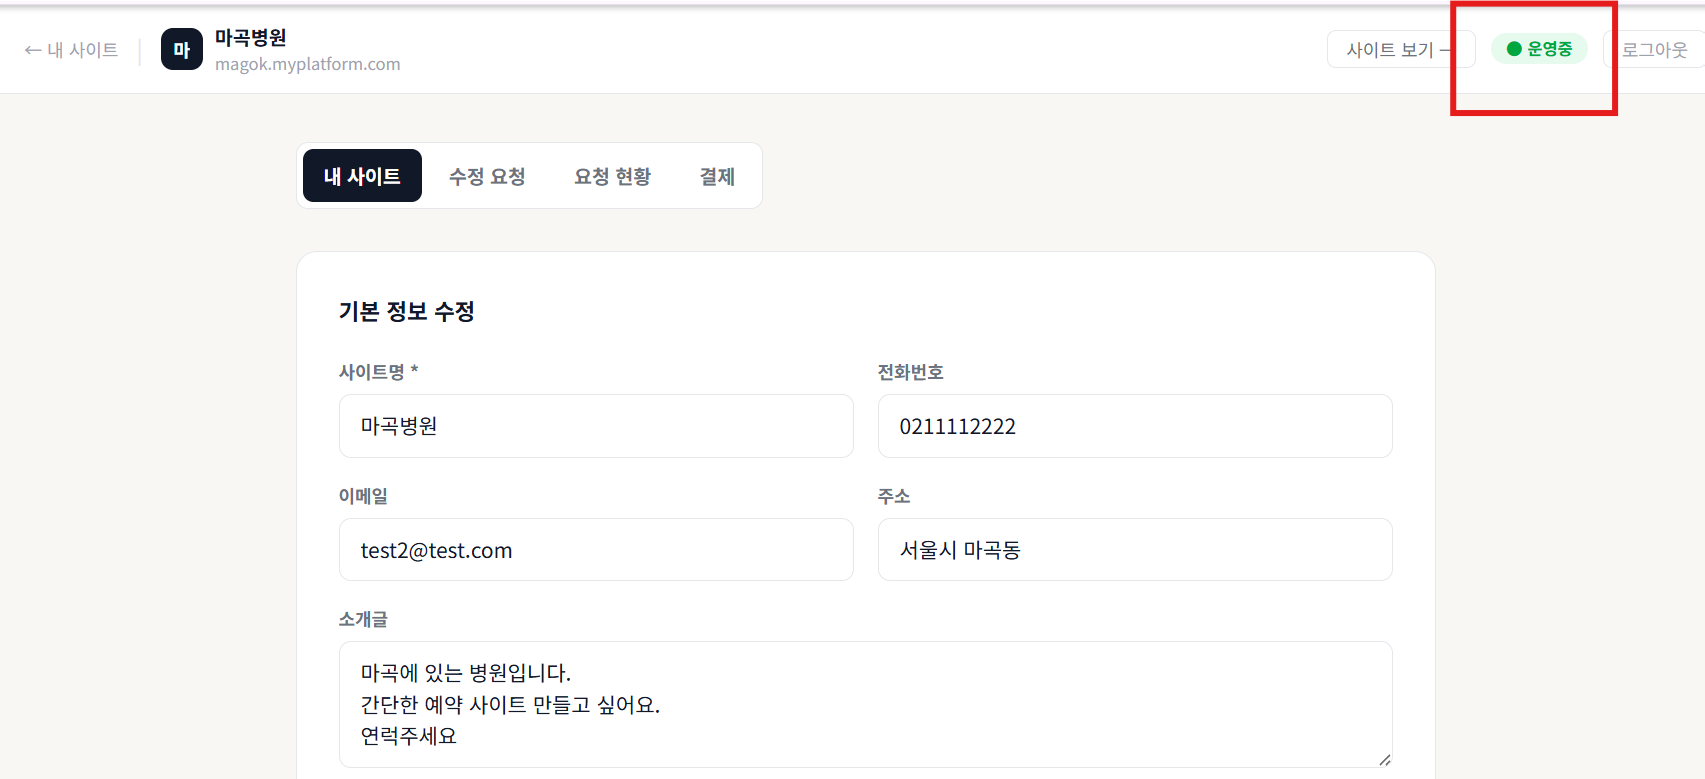 ← 내 사이트
마
마곡병원
magok.myplatform.com
사이트 보기 →
운영중
로그아웃
내 사이트
수정 요청
요청 현황
결제
기본 정보 수정
사이트명 *
전화번호
마곡병원
0211112222
이메일
주소
test2@test.com
서울시 마곡동
소개글
마곡에 있는 병원입니다.
간단한 예약 사이트 만들고 싶어요.
연럭주세요